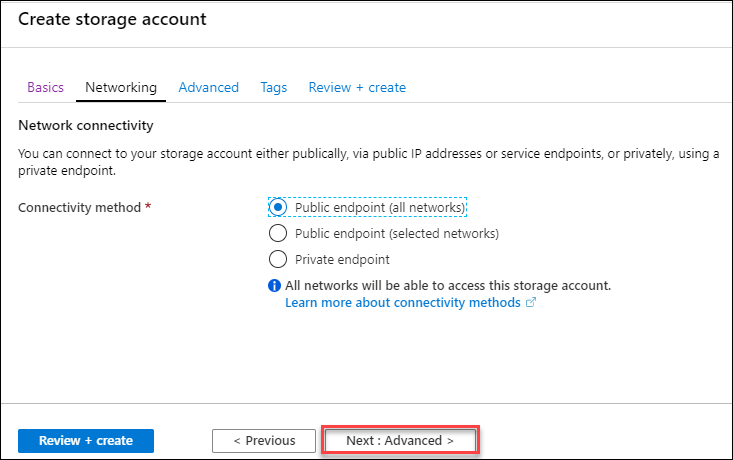 Create storage account
Basics Networking Advanced Tags Review + create
Network connectivity
You can connect to your storage account either publically, via public IP addresses or service endpoints, or privately, using a
private endpoint.
Connectivity method * Public endpoint (all networks)
Public endpoint (selected networks)
Private endpoint
All networks will be able to access this storage account.
Learn more about connectivity methods
Review + create < Previous Next : Advanced >